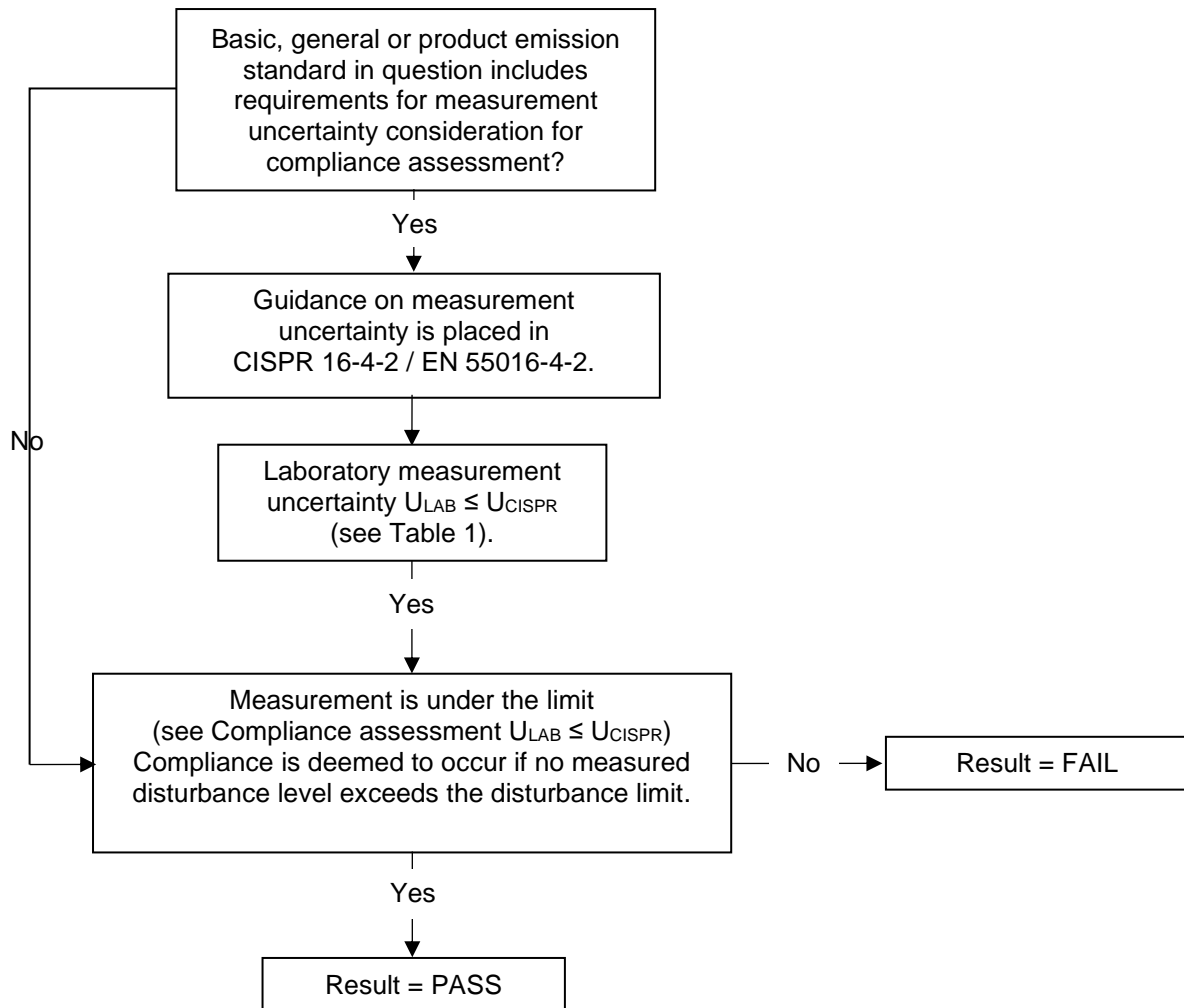 Basic, general or product emission
standard in question includes
requirements for measurement
uncertainty consideration for
compliance assessment?
Yes
Guidance on measurement
uncertainty is placed in
CISPR 16-4-2 / EN 55016-4-2.
No
Laboratory measurement
uncertainty ULAB ≤ UCISPR
(see Table 1).
Yes
Measurement is under the limit
(see Compliance assessment ULAB ≤ UCISPR)
Compliance is deemed to occur if no measured
disturbance level exceeds the disturbance limit.
No
Result = FAIL
Yes
Result = PASS